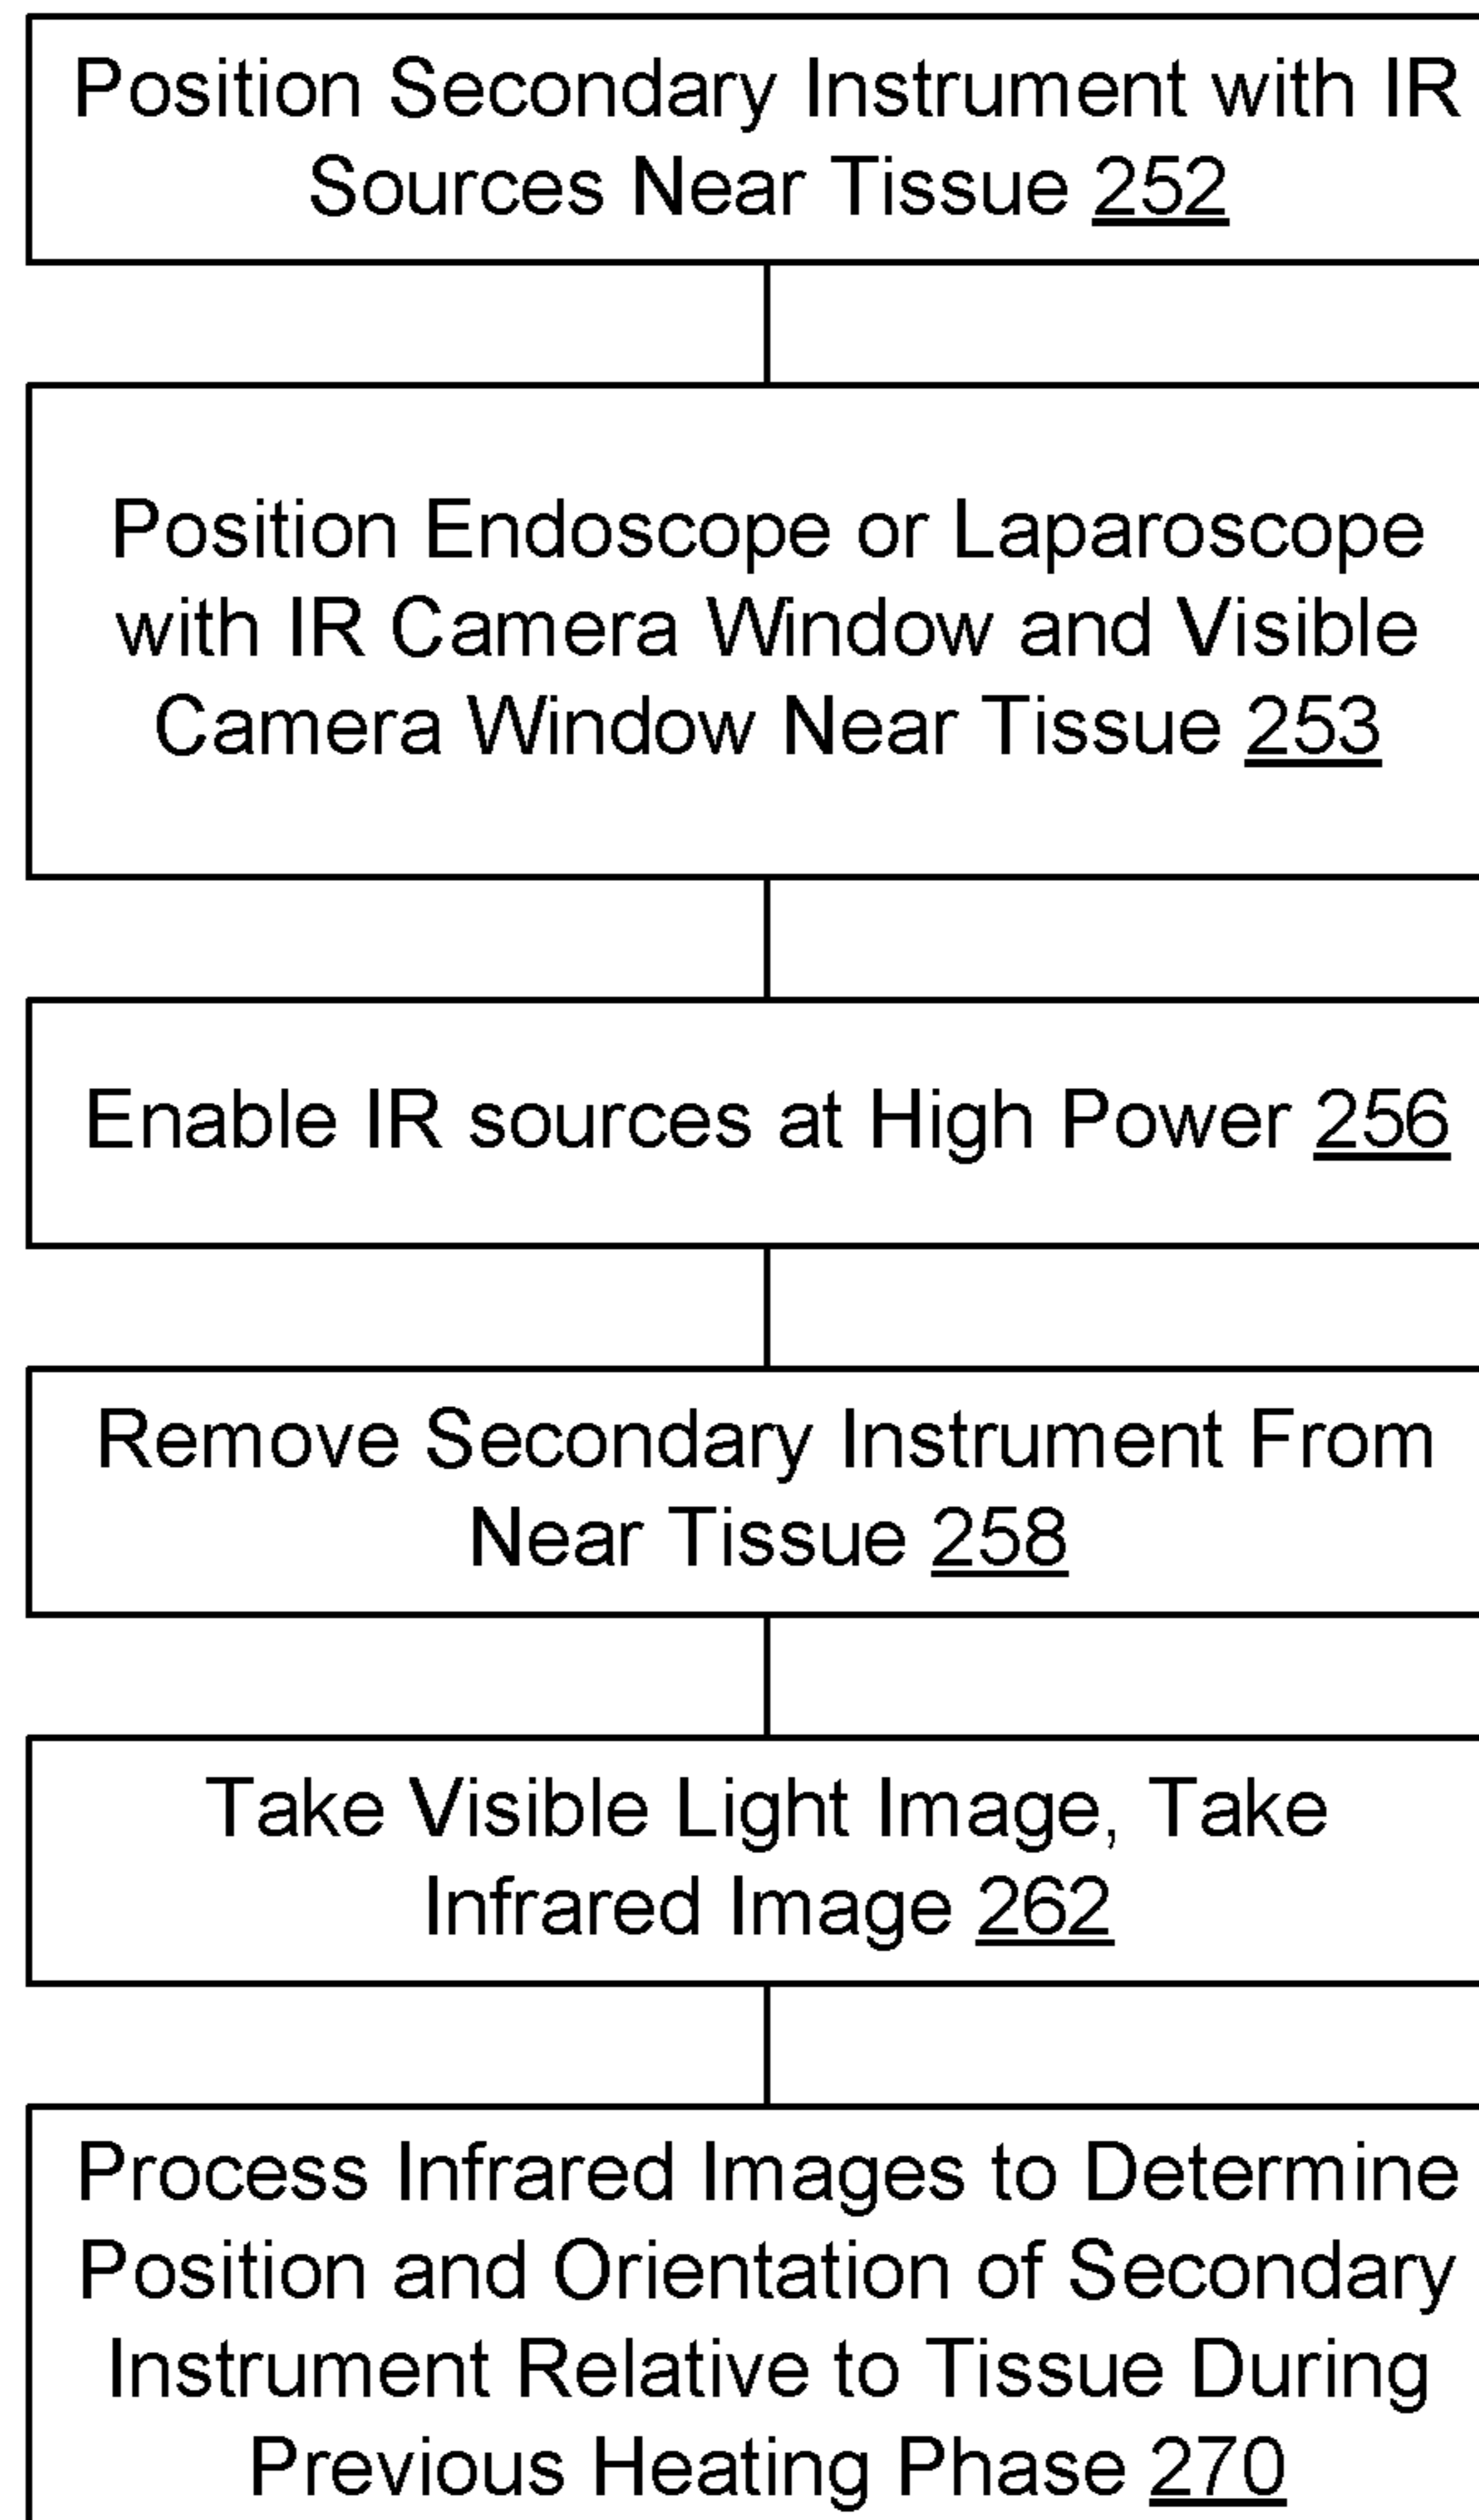 Position Secondary Instrument with IR
Sources Near Tissue 252
Position Endoscope or Laparoscope
with IR Camera Window and Visible
Camera Window Near Tissue 253
Enable IR sources at High Power 256
Remove Secondary Instrument From
Near Tissue 258
Take Visible Light Image, Take
Infrared Image 262
Process Infrared Images to Determine
Position and Orientation of Secondary
Instrument Relative to Tissue During
Previous Heating Phase 270